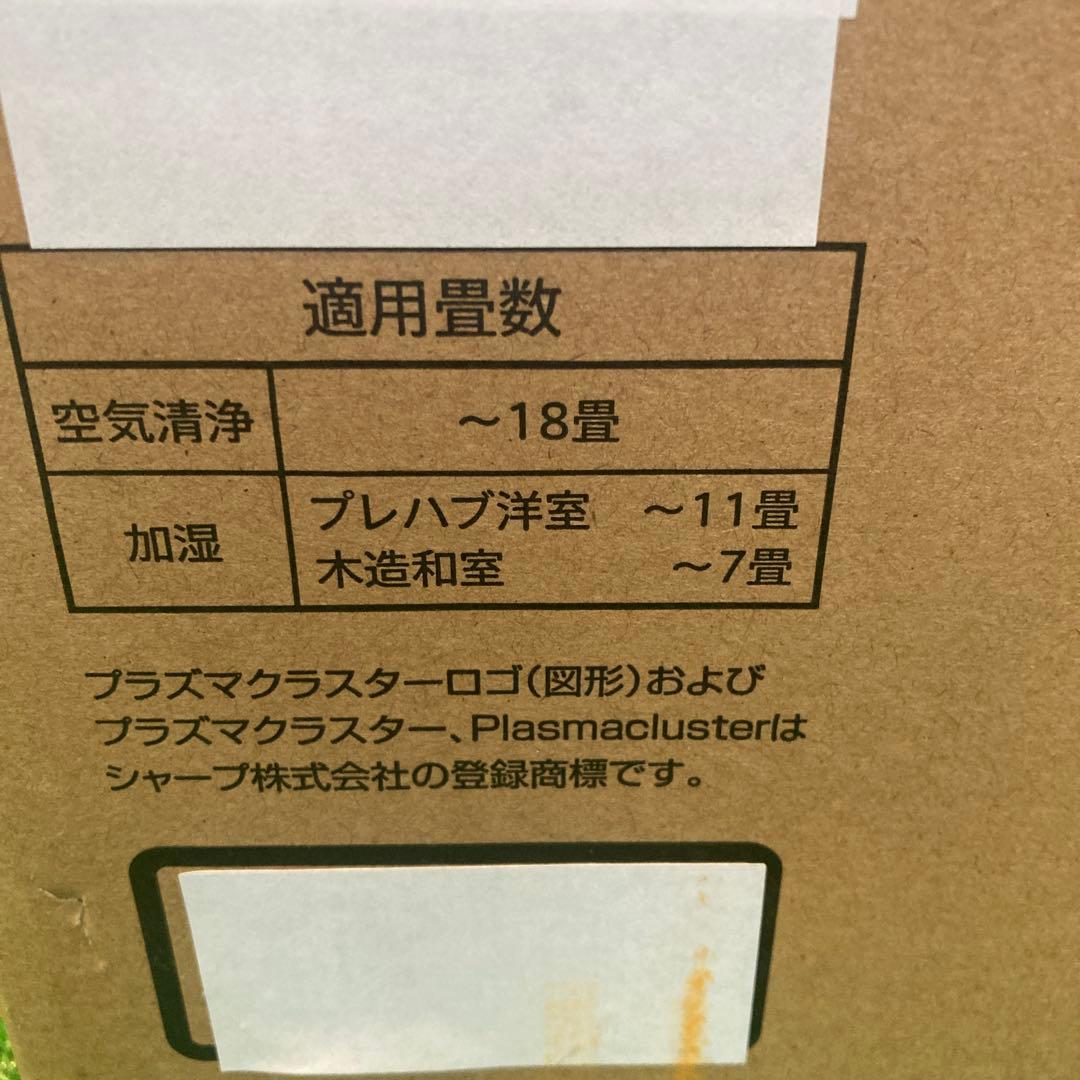 適用畳数
空気清浄 ～18畳
加湿 プレハブ洋室 ～11畳
木造和室 ～7畳
プラズマクラスターロゴ(図形)および
プラズマクラスター、Plasmaclusterは
シャープ株式会社の登録商標です。